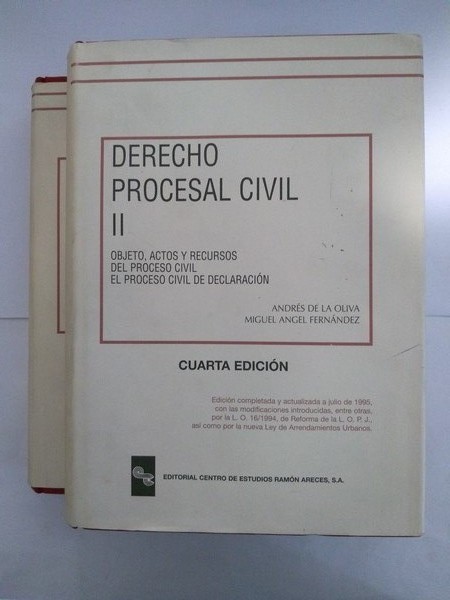 DERECHO
PROCESAL CIVIL
II
OBJETO, ACTOS Y RECURSOS
DEL PROCESO CIVIL
EL PROCESO CIVIL DE DECLARACIÓN
ANDRÉS DE LA OLIVA
MIGUEL ANGEL FERNÁNDEZ
CUARTA EDICIÓN
Edición completada y actualizada a julio de 1995,
con las modificaciones introducidas, entre otras,
por la L. O. 16/1994, de Reforma de la L. O. P. J.,
así como por la nueva Ley de Arrendamientos Urbanos.
EDITORIAL CENTRO DE ESTUDIOS RAMÓN ARECES, S.A.